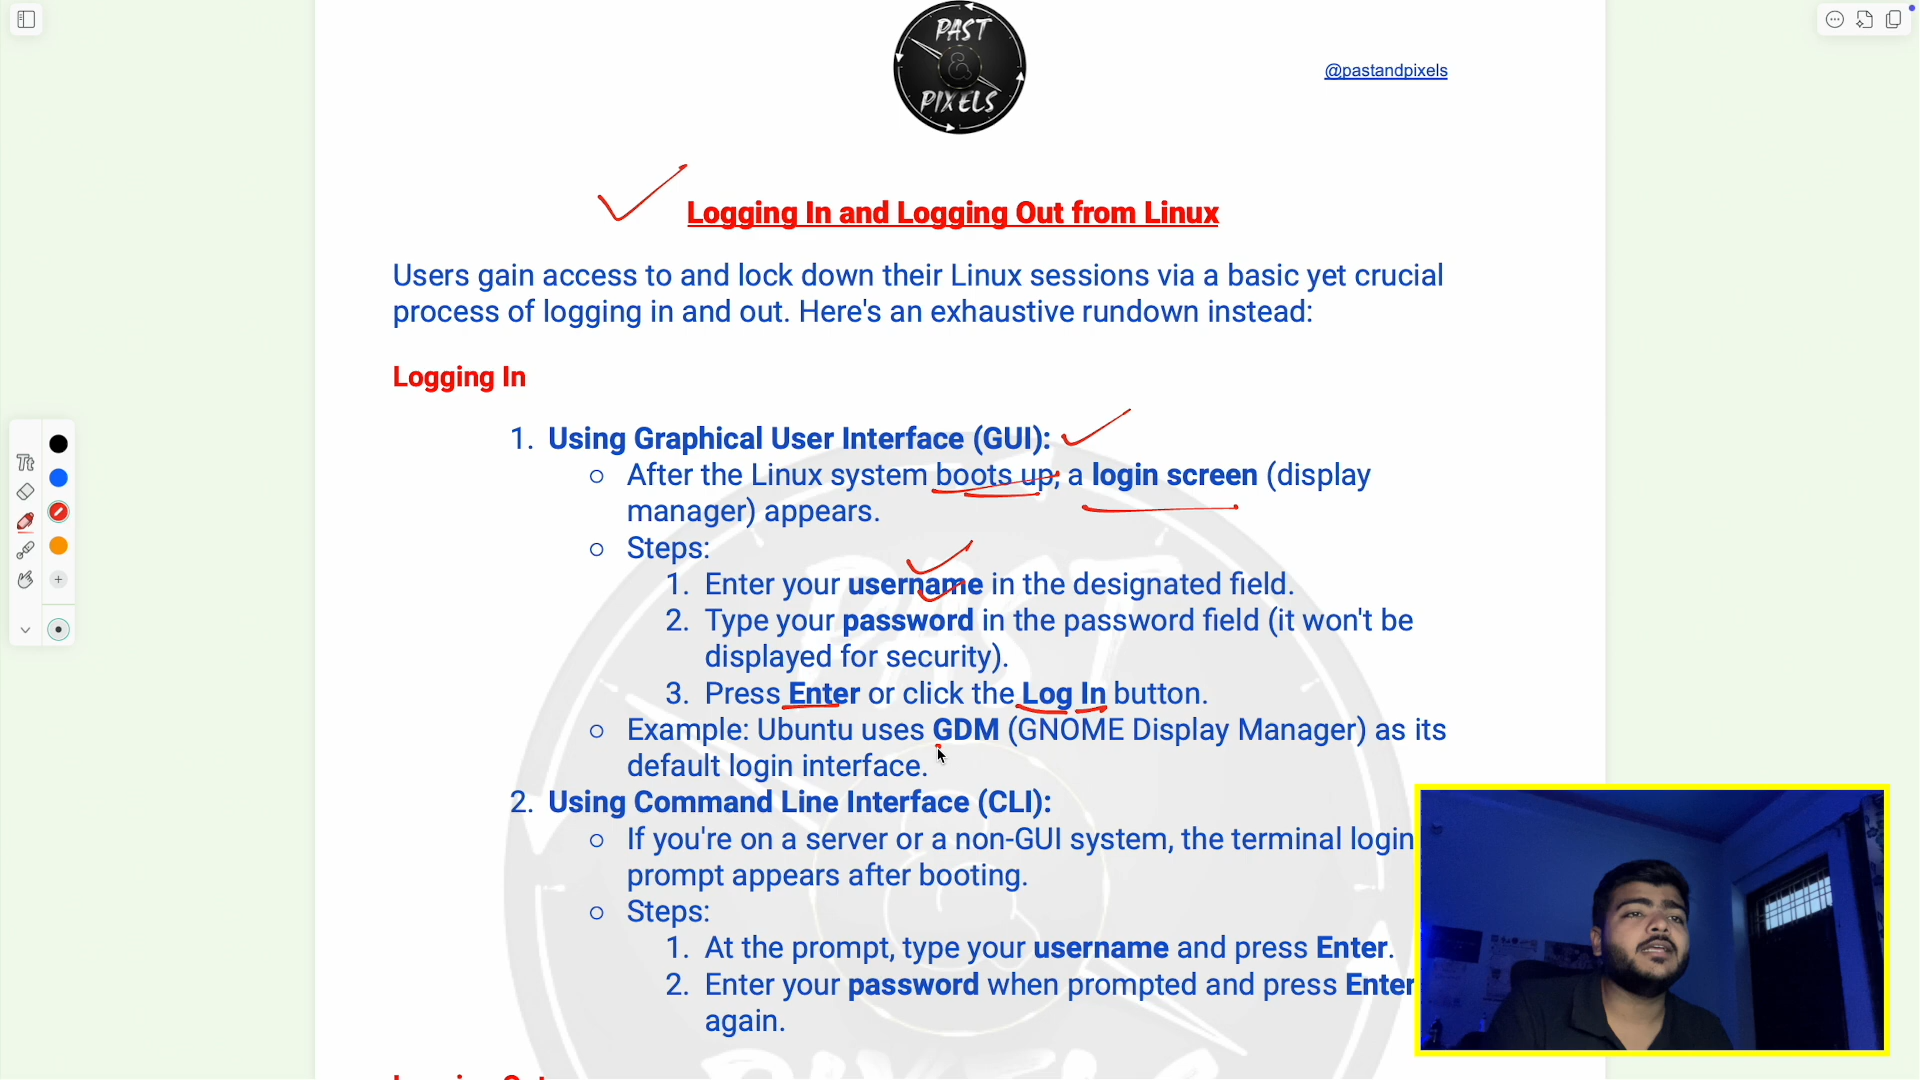 PAST
&
PIXELS
@pastandpixels
Logging In and Logging Out from Linux
Users gain access to and lock down their Linux sessions via a basic yet crucial
process of logging in and out. Here's an exhaustive rundown instead:
Logging In
1. Using Graphical User Interface (GUI):
○ After the Linux system boots up, a login screen (display
manager) appears.
○ Steps:
1. Enter your username in the designated field.
2. Type your password in the password field (it won't be
displayed for security).
3. Press Enter or click the Log In button.
○ Example: Ubuntu uses GDM (GNOME Display Manager) as its
default login interface.
2. Using Command Line Interface (CLI):
○ If you're on a server or a non-GUI system, the terminal login
prompt appears after booting.
○ Steps:
1. At the prompt, type your username and press Enter.
2. Enter your password when prompted and press Enter
again.
PAST
PIXELS
Tt